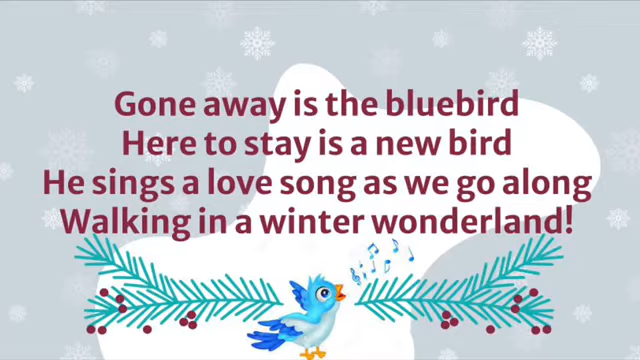 Gone away is the bluebird
Here to stay is a new bird
He sings a love song as we go along
Walking in a winter wonderland!